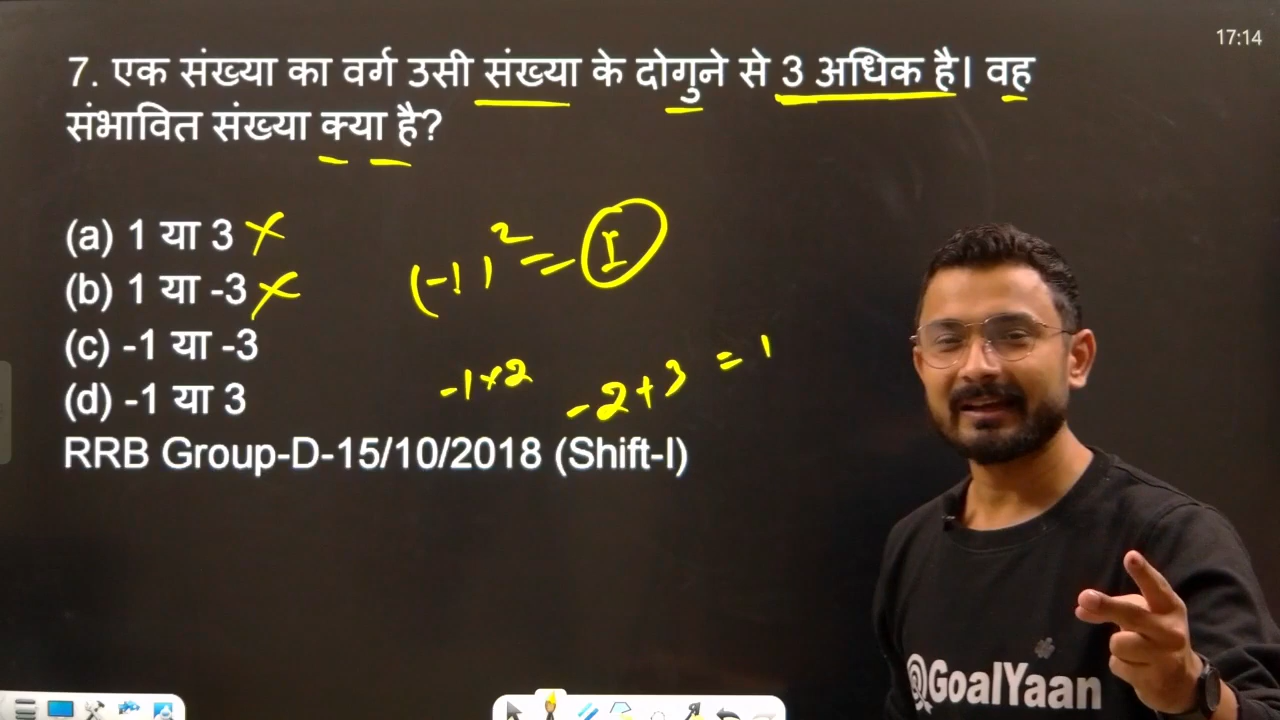 17:14
7. एक संख्या का वर्ग उसी संख्या के दोगुने से 3 अधिक है। वह
संभावित संख्या क्या है?
(a) 1 या 3 ×
(b) 1 या -3 ×
(c) -1 या -3
(d) -1 या 3
RRB Group-D-15/10/2018 (Shift-I)
(-1)² = 1
-1×2
-2+3 = 1
@GoalYaan